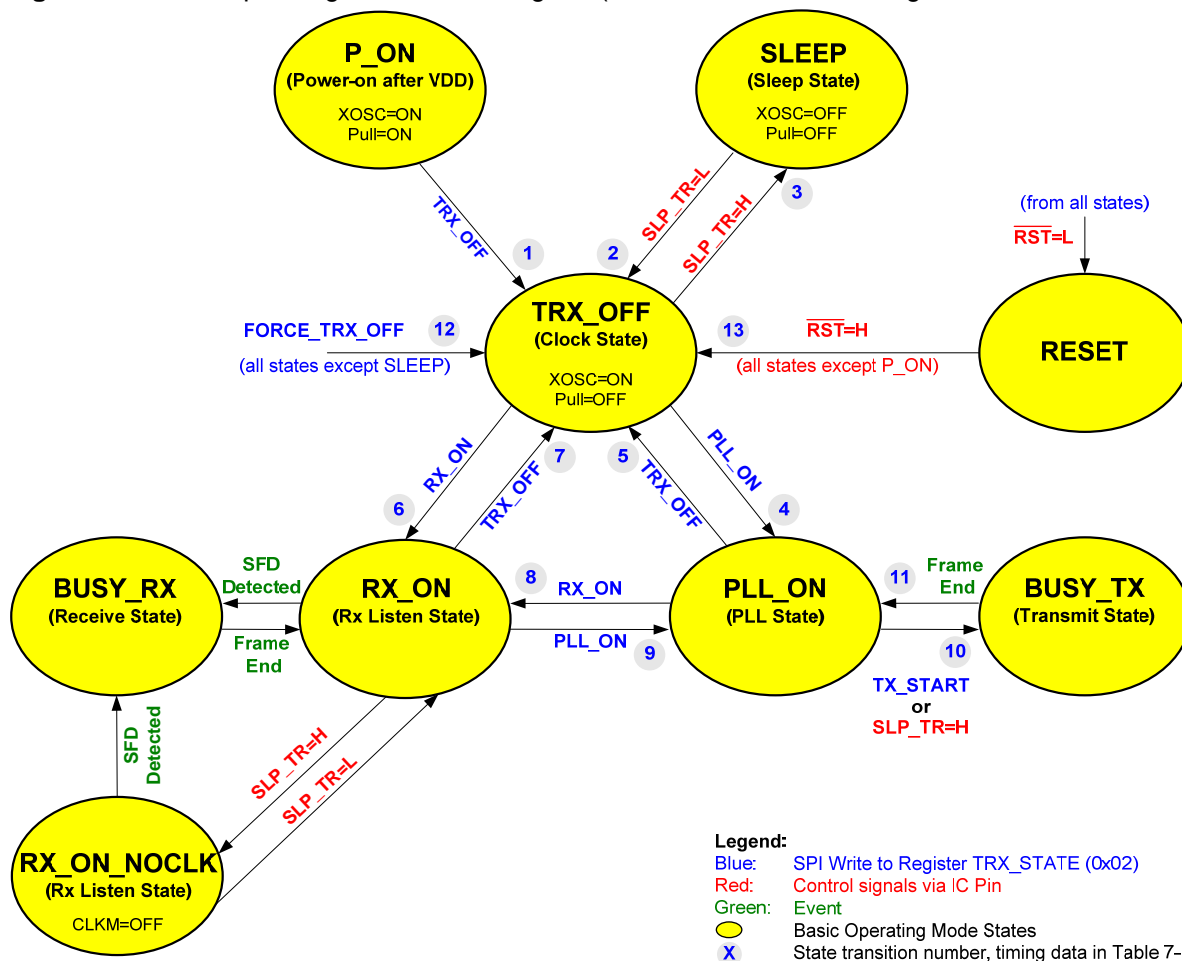 P_ON
(Power-on after VDD)
XOSC=ON
Pull=ON
SLEEP
(Sleep State)
XOSC=OFF
Pull=OFF
TRX_OFF
1
2
SLP_TR=L
SLP_TR=H
3
(from all states)
RST=L
FORCE_TRX_OFF
12
(all states except SLEEP)
TRX_OFF
(Clock State)
XOSC=ON
Pull=OFF
13
RST=H
(all states except P_ON)
RESET
6
RX_ON
TRX_OFF
7
5
TRX_OFF
PLL_ON
4
BUSY_RX
(Receive State)
SFD
Detected
Frame
End
RX_ON
(Rx Listen State)
8
RX_ON
PLL_ON
9
PLL_ON
(PLL State)
11
Frame
End
10
TX_START
or
SLP_TR=H
BUSY_TX
(Transmit State)
SFD
Detected
SLP_TR=H
SLP_TR=L
RX_ON_NOCLK
(Rx Listen State)
CLKM=OFF
Legend:
Blue: SPI Write to Register TRX_STATE (0x02)
Red: Control signals via IC Pin
Green: Event
Basic Operating Mode States
X State transition number, timing data in Table 7–